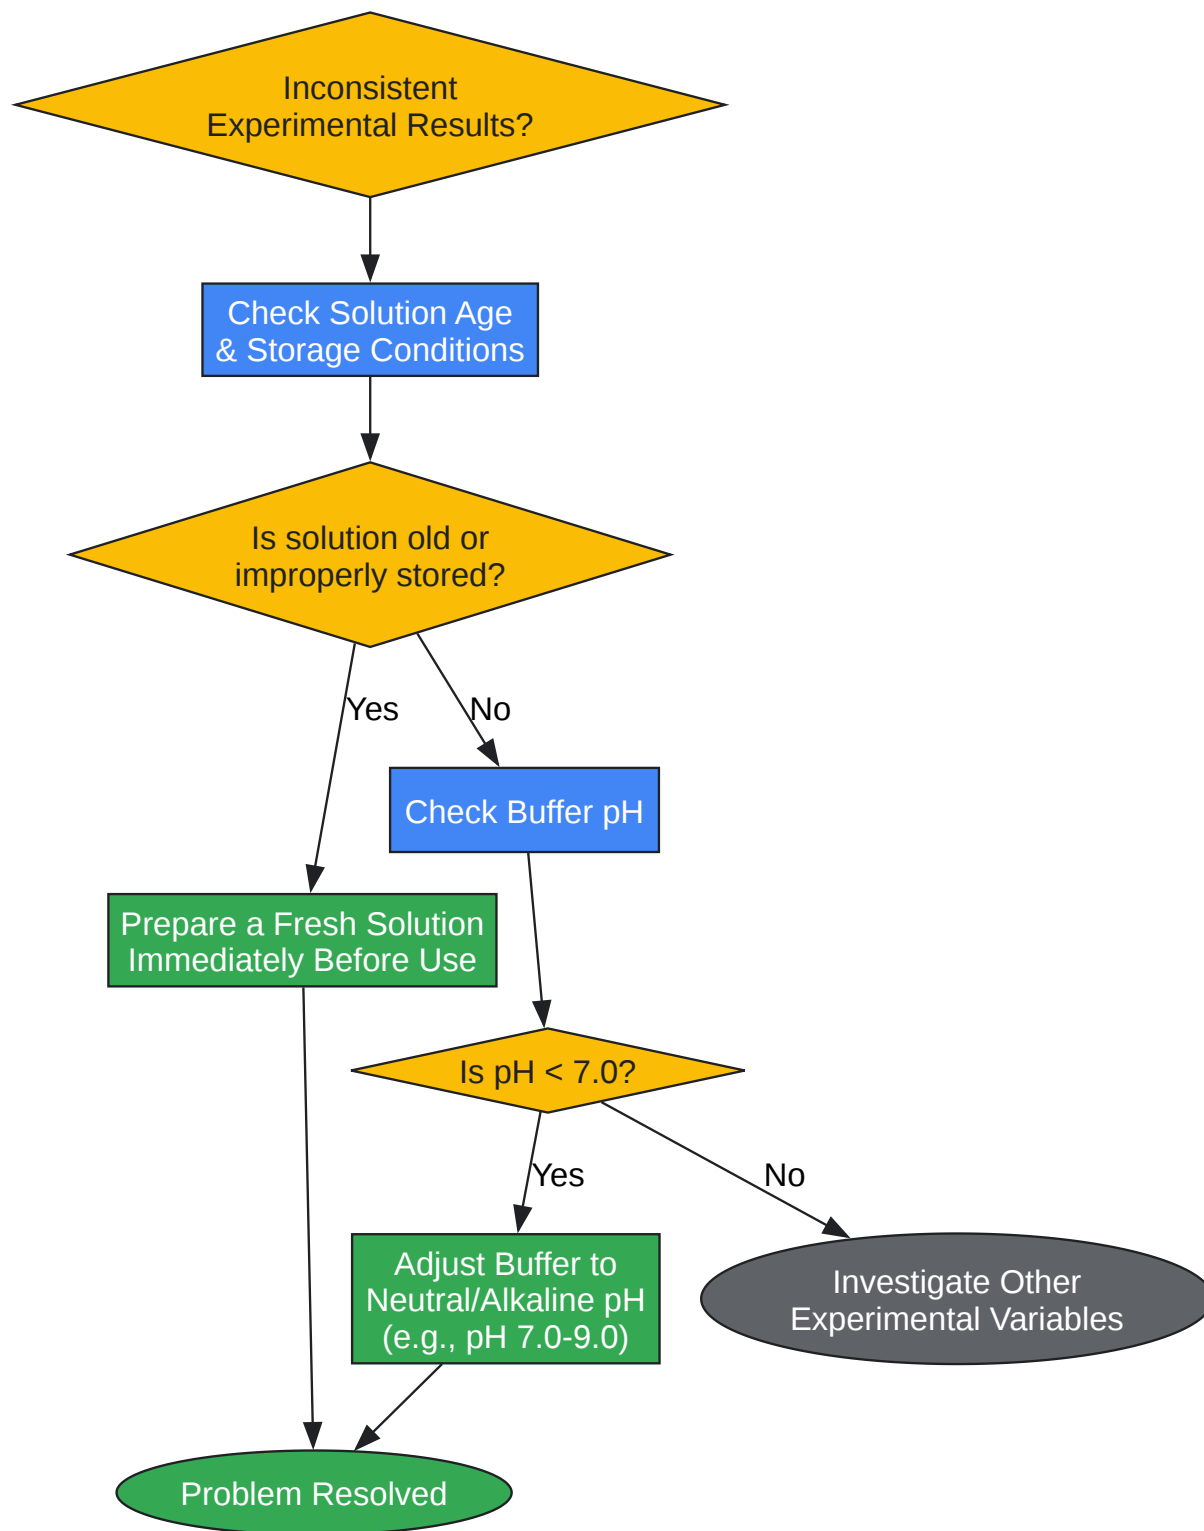 Inconsistent
Experimental Results?
Check Solution Age
& Storage Conditions
Is solution old or
improperly stored?
Yes
No
Check Buffer pH
Prepare a Fresh Solution
Immediately Before Use
Is pH < 7.0?
Yes
No
Adjust Buffer to
Neutral/Alkaline pH
(e.g., pH 7.0-9.0)
Investigate Other
Experimental Variables
Problem Resolved